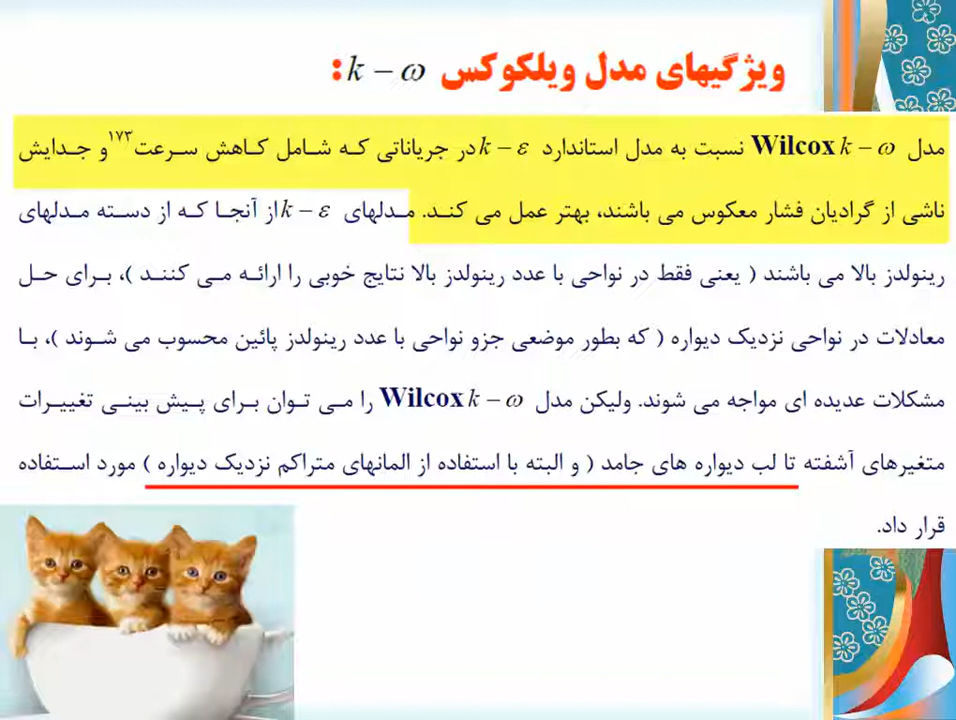 ویژگیهای مدل ویلکوکس k – ω :
مدل Wilcox k – ω نسبت به مدل استاندارد k – ε در جریاناتی که شامل کاهش سرعت۱۷۳ و جدایش
ناشی از گرادیان فشار معکوس می باشند، بهتر عمل می کند. مدلهای k – ε از آنجا که از دسته مدلهای
رینولدز بالا می باشند ( یعنی فقط در نواحی با عدد رینولدز بالا نتایج خوبی را ارائه می کنند )، برای حل
معادلات در نواحی نزدیک دیواره ( که بطور موضعی جزو نواحی با عدد رینولدز پائین محسوب می شوند )، با
مشکلات عدیده ای مواجه می شوند. ولیکن مدل Wilcox k – ω را می توان برای پیش بینی تغییرات
متغیرهای آشفته تا لب دیواره های جامد ( و البته با استفاده از المانهای متراکم نزدیک دیواره ) مورد استفاده
قرار داد.